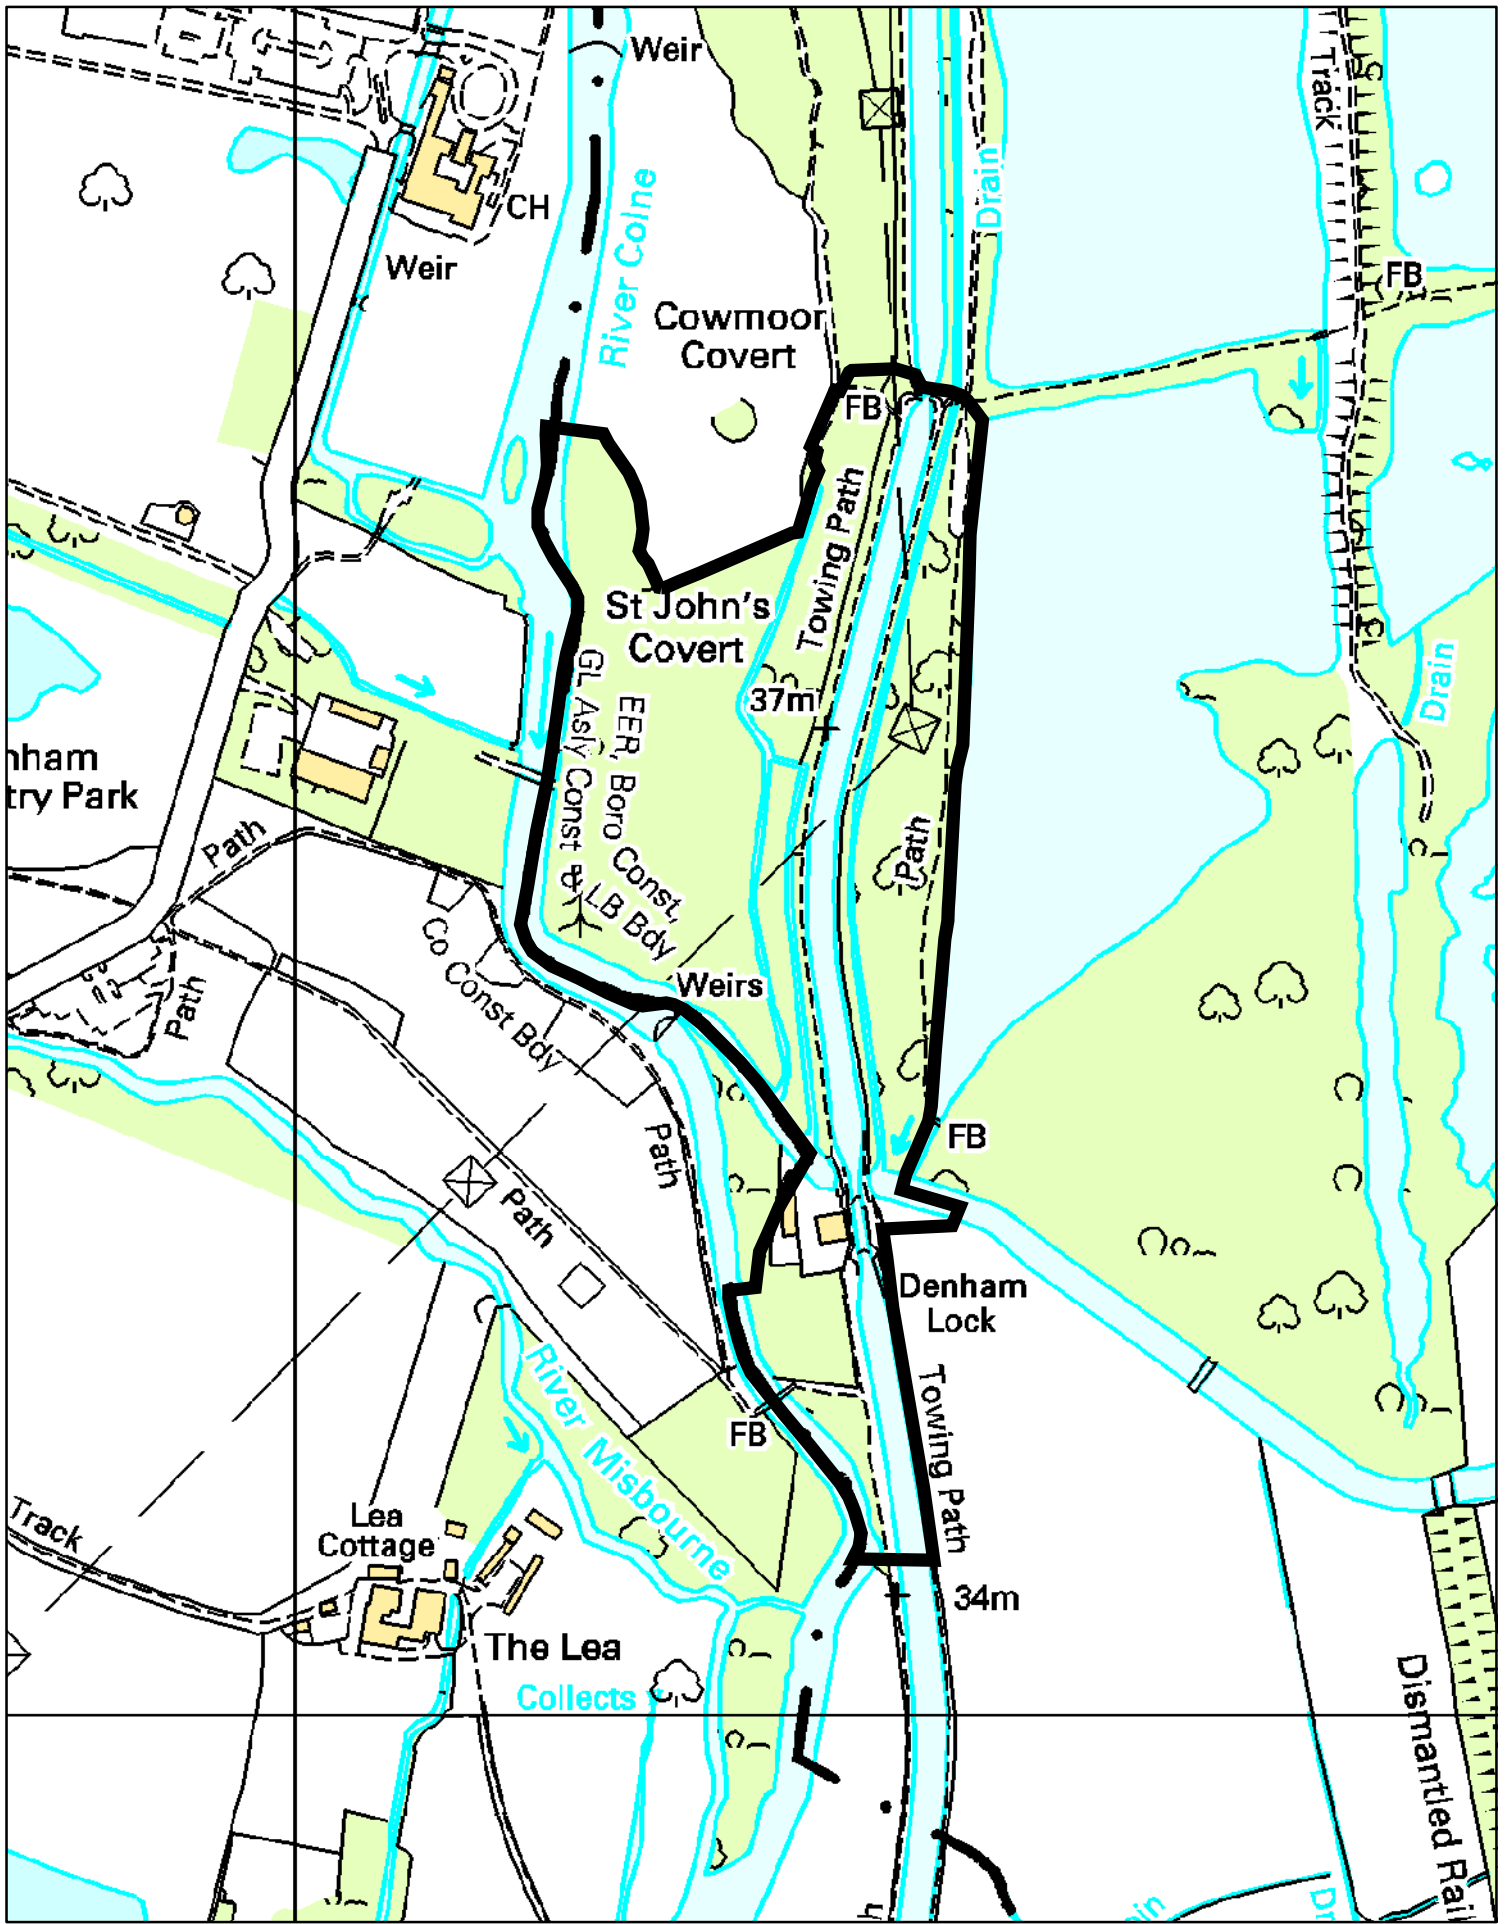 Weir
Track
River Colne
Drain
CH
Weir
FB
Cowmoor
Covert
FB
Towing Path
St John's
Covert
GL Asly Const &
EER, Boro Const,
LB Bdy
37m
Drain
nham
try Park
Path
Path
Co Const Bdy
Weirs
Path
Path
FB
Path
Denham
Lock
River Misbourne
Towing Path
FB
Track
Lea
Cottage
34m
The Lea
Collects
Dismantled Rail
h
ain
Dr